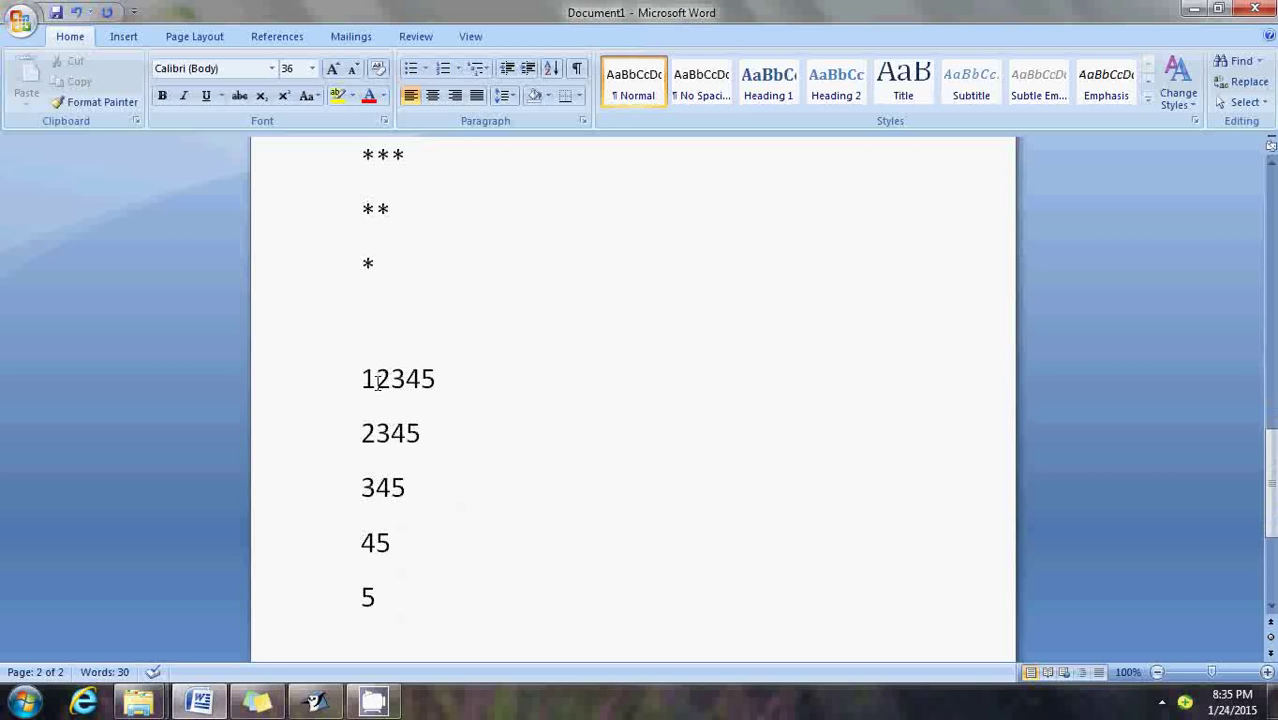 Document1 - Microsoft Word
Home Insert Page Layout References Mailings Review View
Paste
Cut
Copy
Format Painter
Clipboard
Calibri (Body) 36
B I U abc x₂ x² Aa
Font
Paragraph
AaBbCcDc AaBbCcDc AaBbC AaBbCc AaB AaBbCc. AaBbCcDc AaBbCcDc
¶ Normal ¶ No Spaci... Heading 1 Heading 2 Title Subtitle Subtle Em... Emphasis
Change Styles
Styles
Find
Replace
Select
Editing
***
**
*
12345
2345
345
45
5
Page: 2 of 2 Words: 30 100%
8:35 PM
1/24/2015